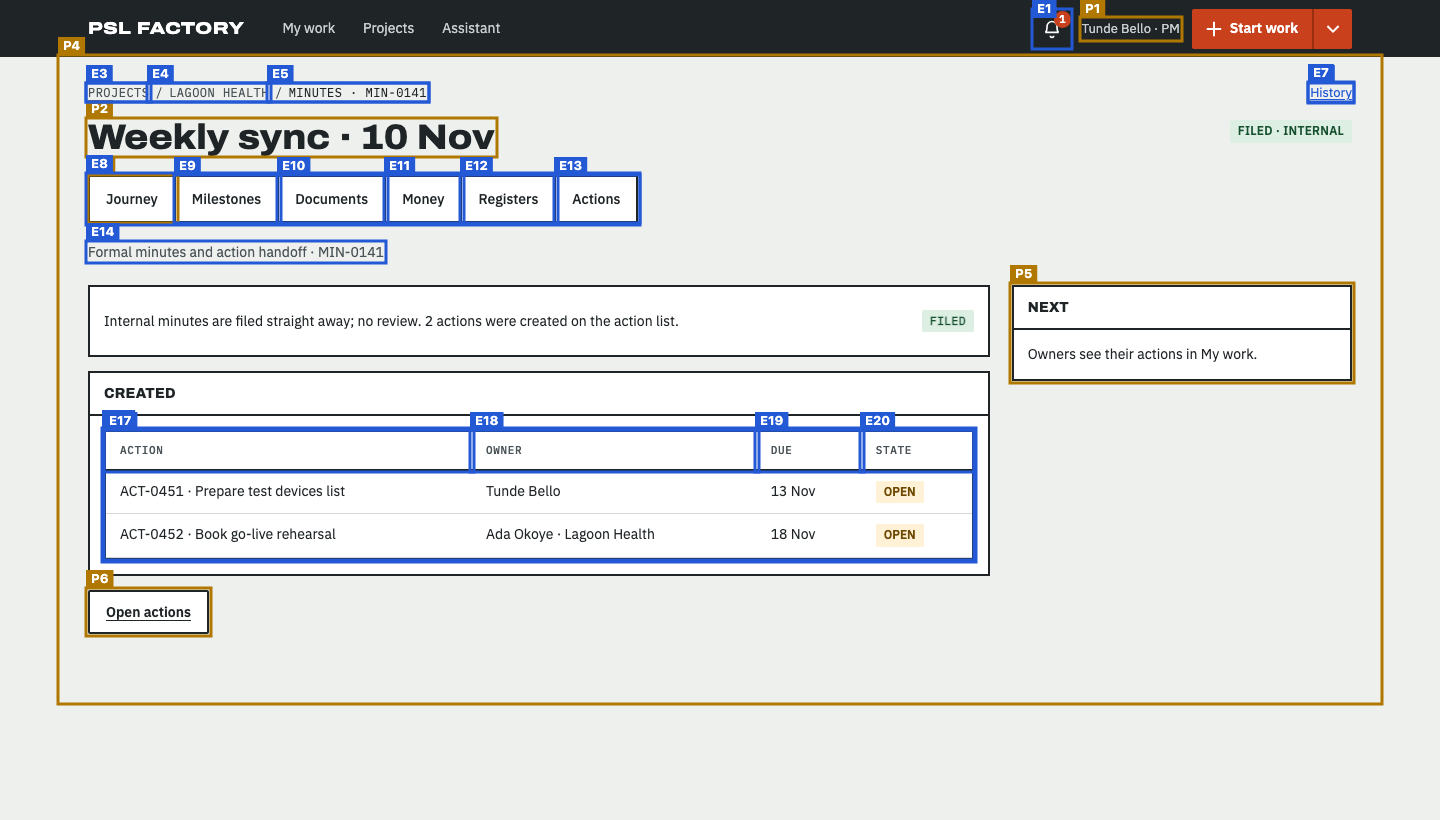 PSL FACTORY My work Projects Assistant E1 1 P1 Tunde Bello · PM Start work
P4
E3 E4 E5 E7
PROJECTS / LAGOON HEALTH / MINUTES · MIN-0141 History
P2
Weekly sync · 10 Nov FILED · INTERNAL
E8 E9 E10 E11 E12 E13
Journey Milestones Documents Money Registers Actions
E14
Formal minutes and action handoff · MIN-0141
P5
Internal minutes are filed straight away; no review. 2 actions were created on the action list. FILED
NEXT
Owners see their actions in My work.
CREATED
E17 E18 E19 E20
ACTION OWNER DUE STATE
ACT-0451 · Prepare test devices list Tunde Bello 13 Nov OPEN
ACT-0452 · Book go-live rehearsal Ada Okoye · Lagoon Health 18 Nov OPEN
P6
Open actions